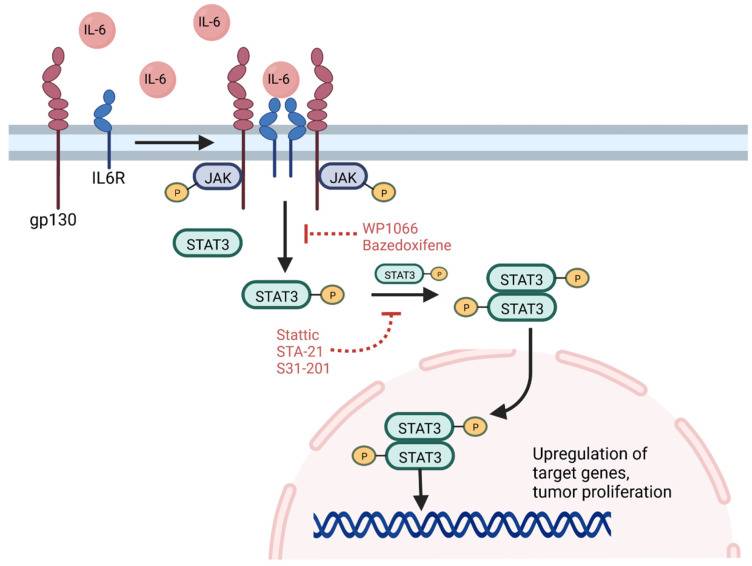 IL-6
IL-6
IL-6
IL-6
IL6R
gp130
JAK
P
JAK
P
STAT3
WP1066
Bazedoxifene
STAT3
P
STAT3
P
STAT3
P
P
STAT3
Stattic
STA-21
S31-201
STAT3
P
P
STAT3
Upregulation of
target genes,
tumor proliferation